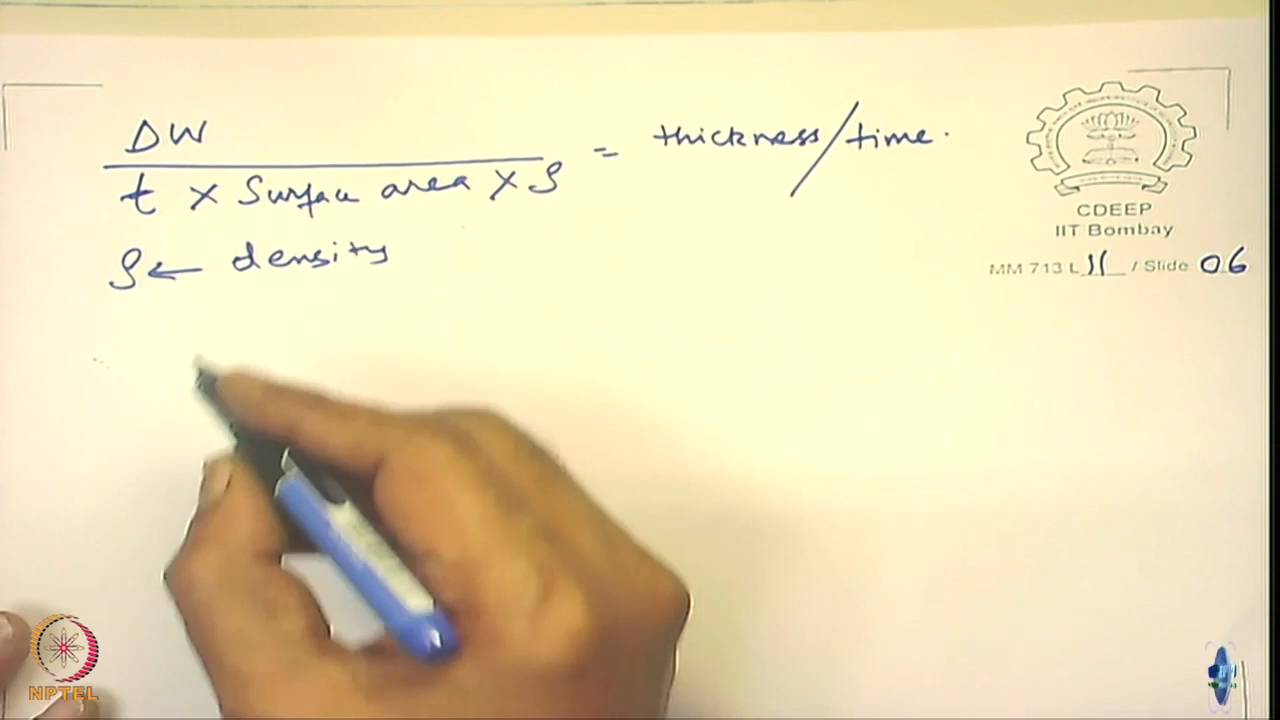 ΔW
t × Surface area × ρ = thickness/time.
ρ ← density
CDEEP
IIT Bombay
MM 713 L 11 / Slide 06
NPTEL